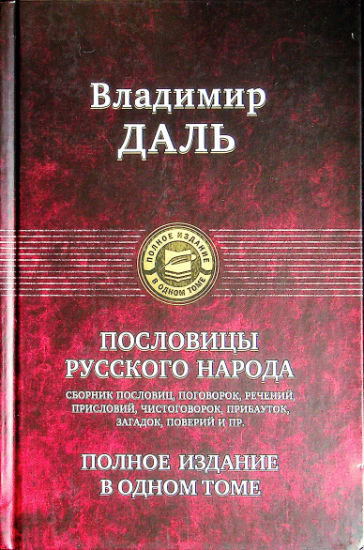 Владимир
ДАЛЬ
ПОЛНОЕ ИЗДАНИЕ
В ОДНОМ ТОМЕ
ПОСЛОВИЦЫ
РУССКОГО НАРОДА
СБОРНИК ПОСЛОВИЦ, ПОГОВОРОК, РЕЧЕНИЙ,
ПРИСЛОВИЙ, ЧИСТОГОВОРОК, ПРИБАУТОК,
ЗАГАДОК, ПОВЕРИЙ И ПР.
ПОЛНОЕ ИЗДАНИЕ
В ОДНОМ ТОМЕ